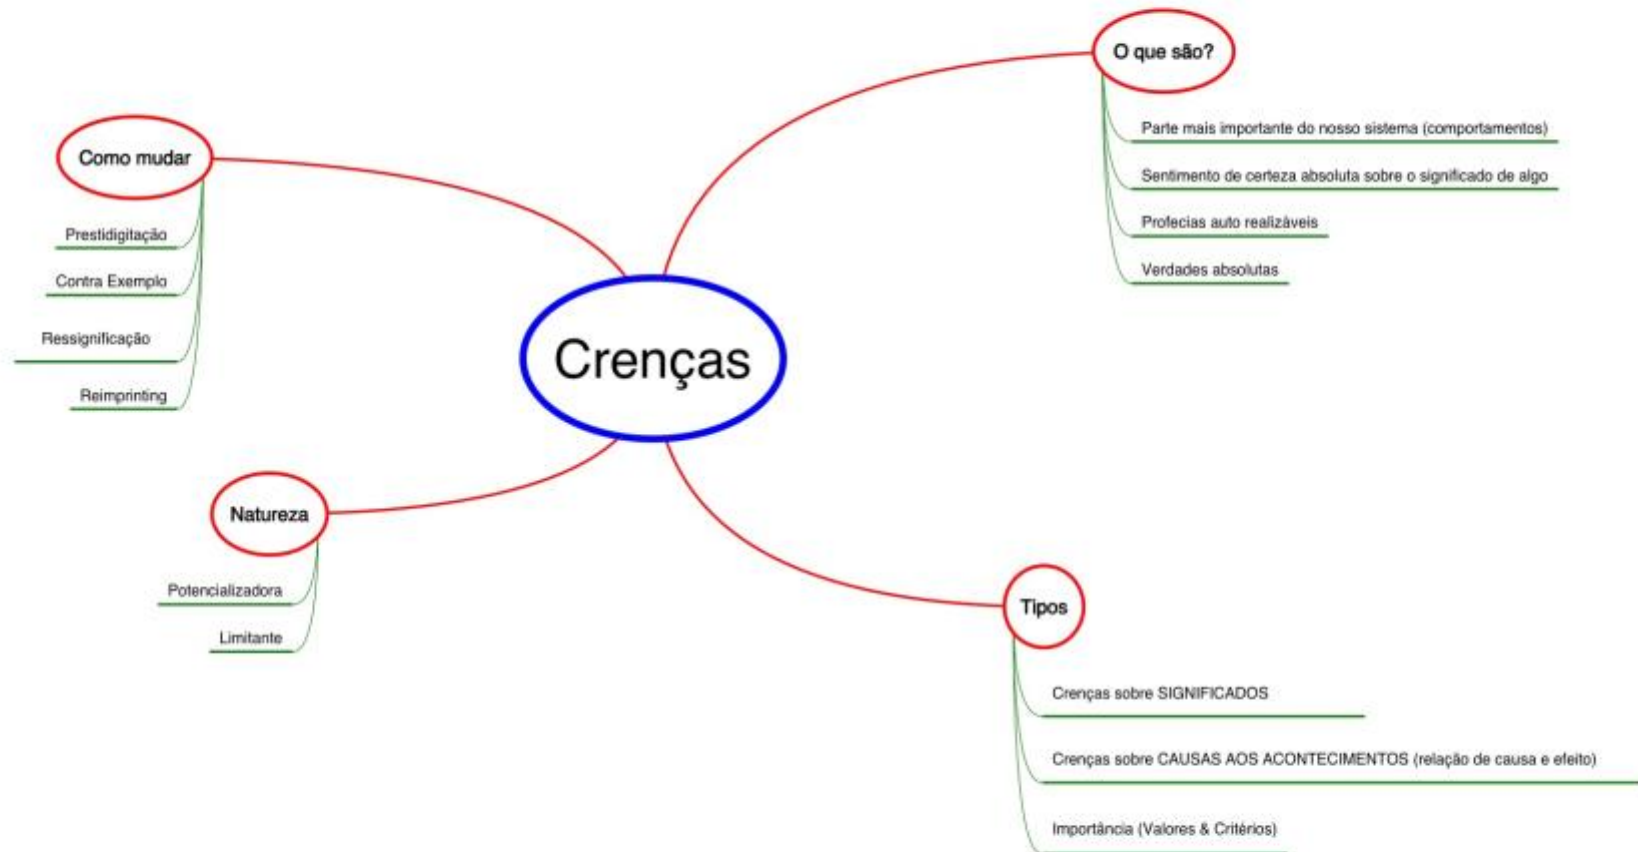 Crenças
O que são?
Parte mais importante do nosso sistema (comportamentos)
Sentimento de certeza absoluta sobre o significado de algo
Profecias auto realizáveis
Verdades absolutas
Tipos
Crenças sobre SIGNIFICADOS
Crenças sobre CAUSAS AOS ACONTECIMENTOS (relação de causa e efeito)
Importância (Valores & Critérios)
Natureza
Potencializadora
Limitante
Como mudar
Prestidigitação
Contra Exemplo
Ressignificação
Reimprinting